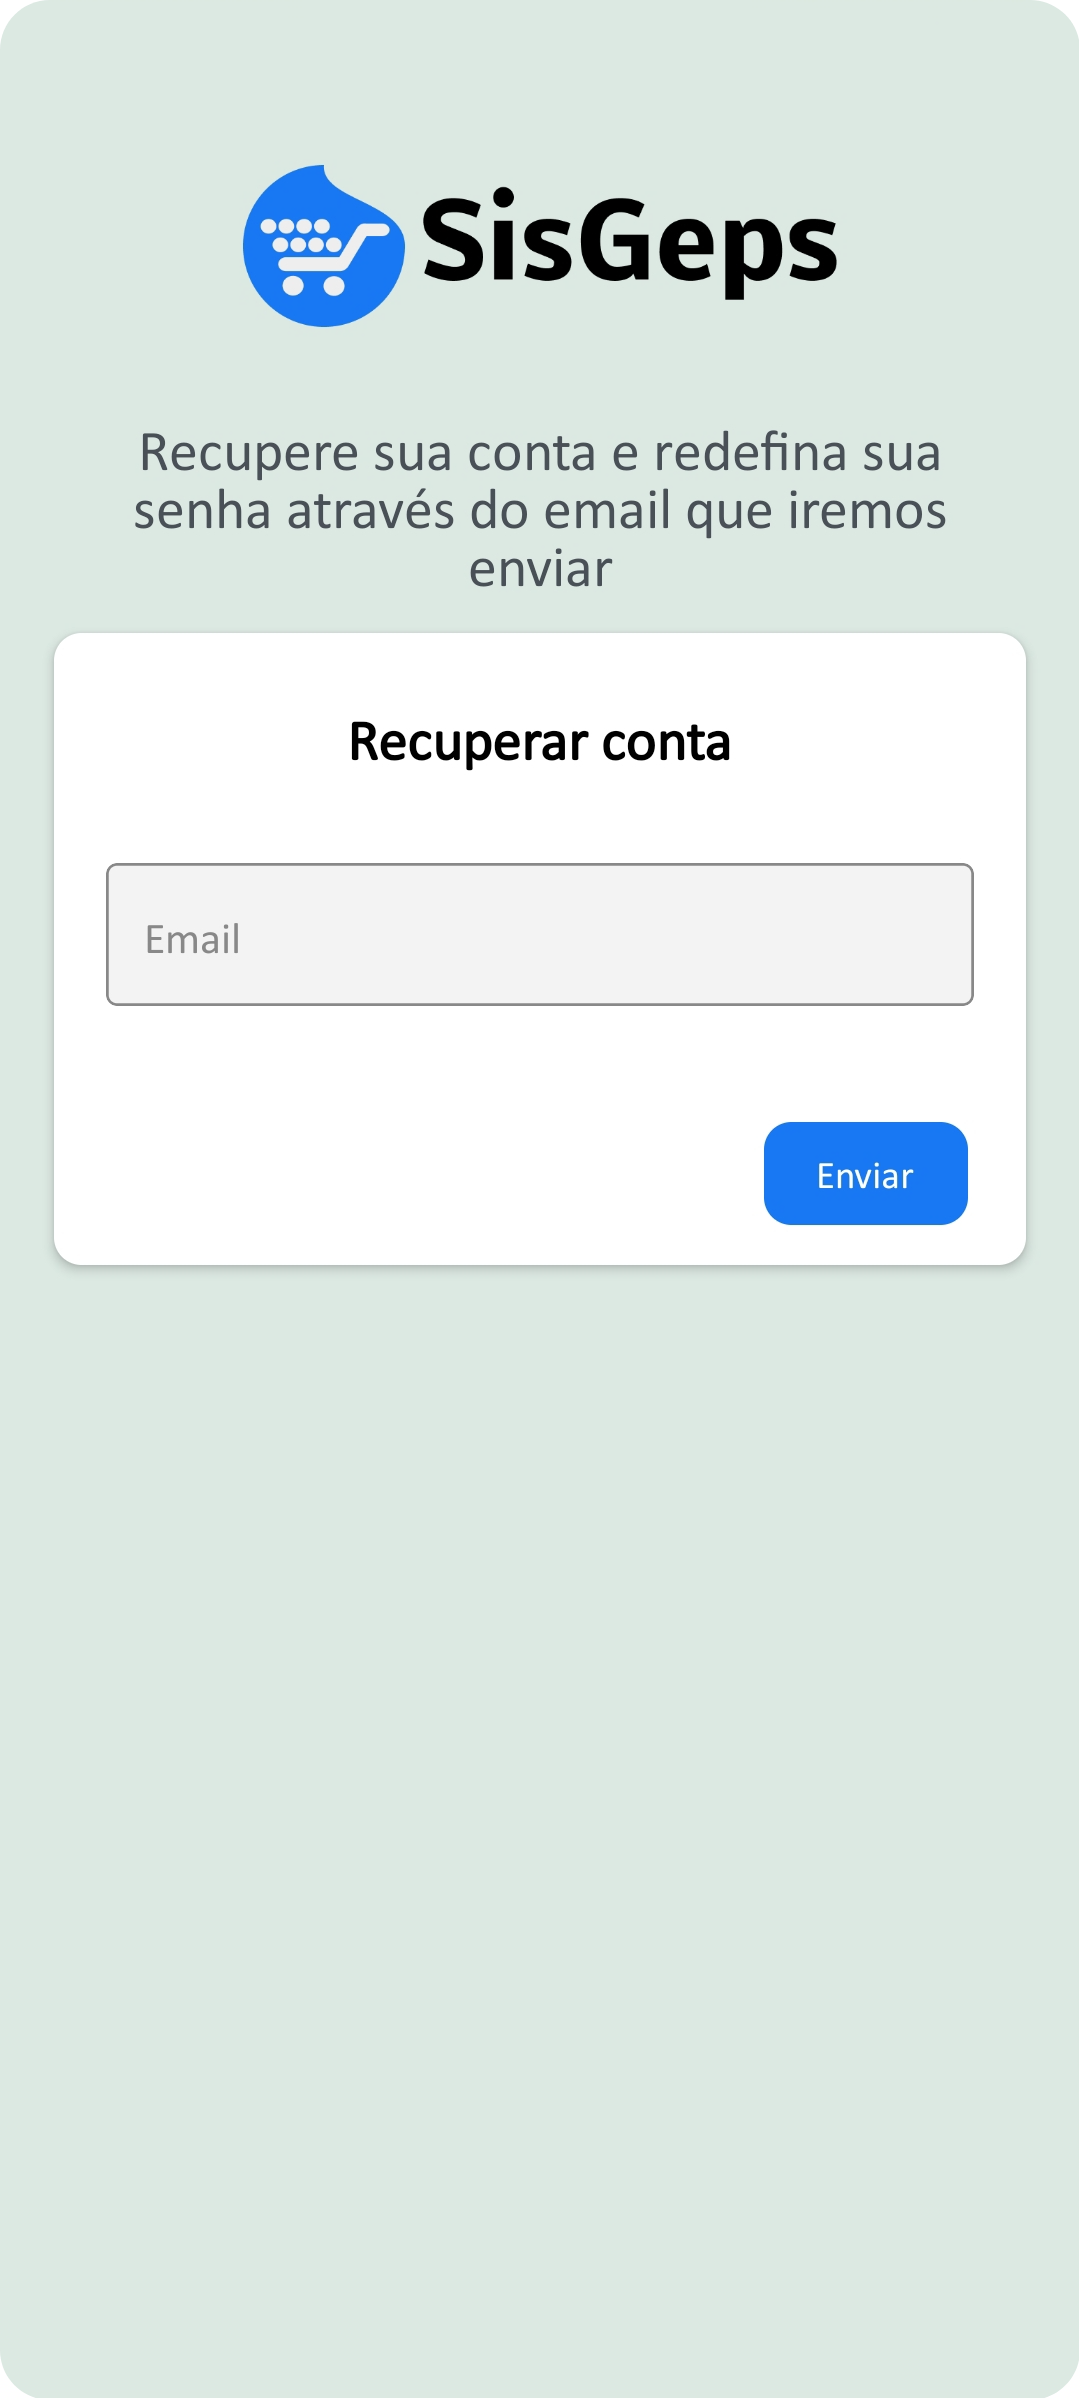 SisGeps
Recupere sua conta e redefina sua
senha através do email que iremos
enviar
Recuperar conta
Email
Enviar